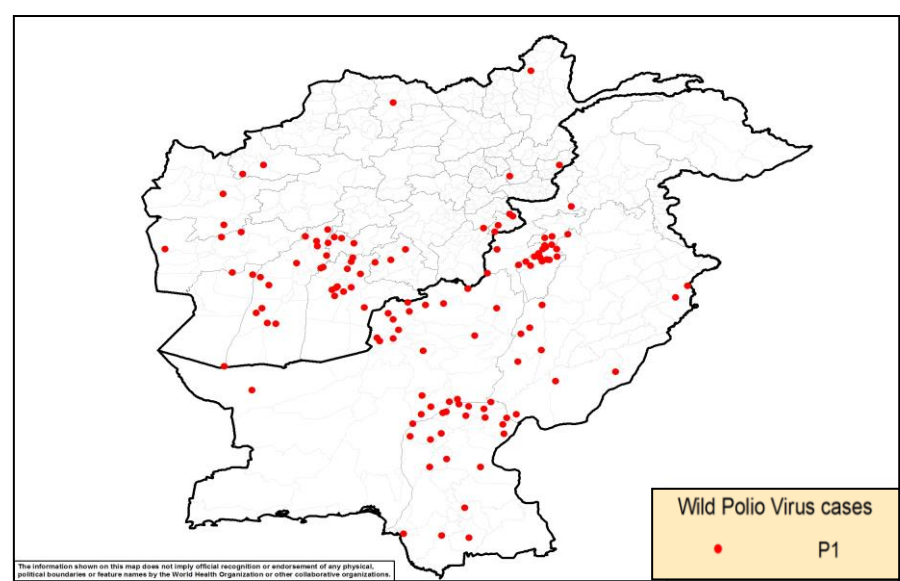 Wild Polio Virus cases
P1
The information shown on this map does not imply official recognition or endorsement of any physical,
political boundaries or feature names by the World Health Organization or other collaborative organizations.